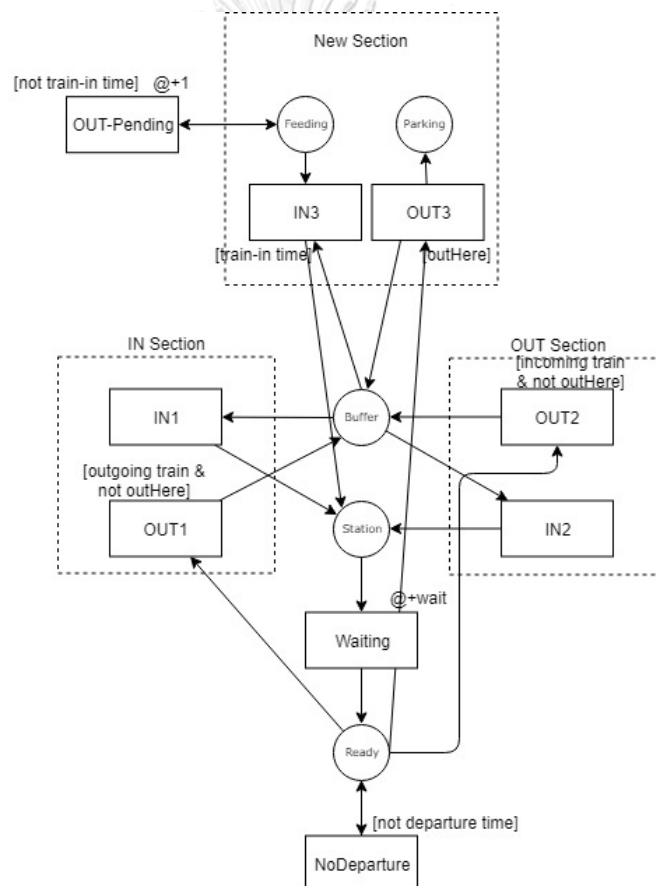 New Section
[not train-in time] @+1
OUT-Pending
Feeding
Parking
IN3
OUT3
[train-in time]
[outHere]
IN Section
OUT Section
[incoming train
& not outHere]
IN1
Buffer
OUT2
[outgoing train &
not outHere]
OUT1
Station
IN2
@+wait
Waiting
Ready
[not departure time]
NoDeparture